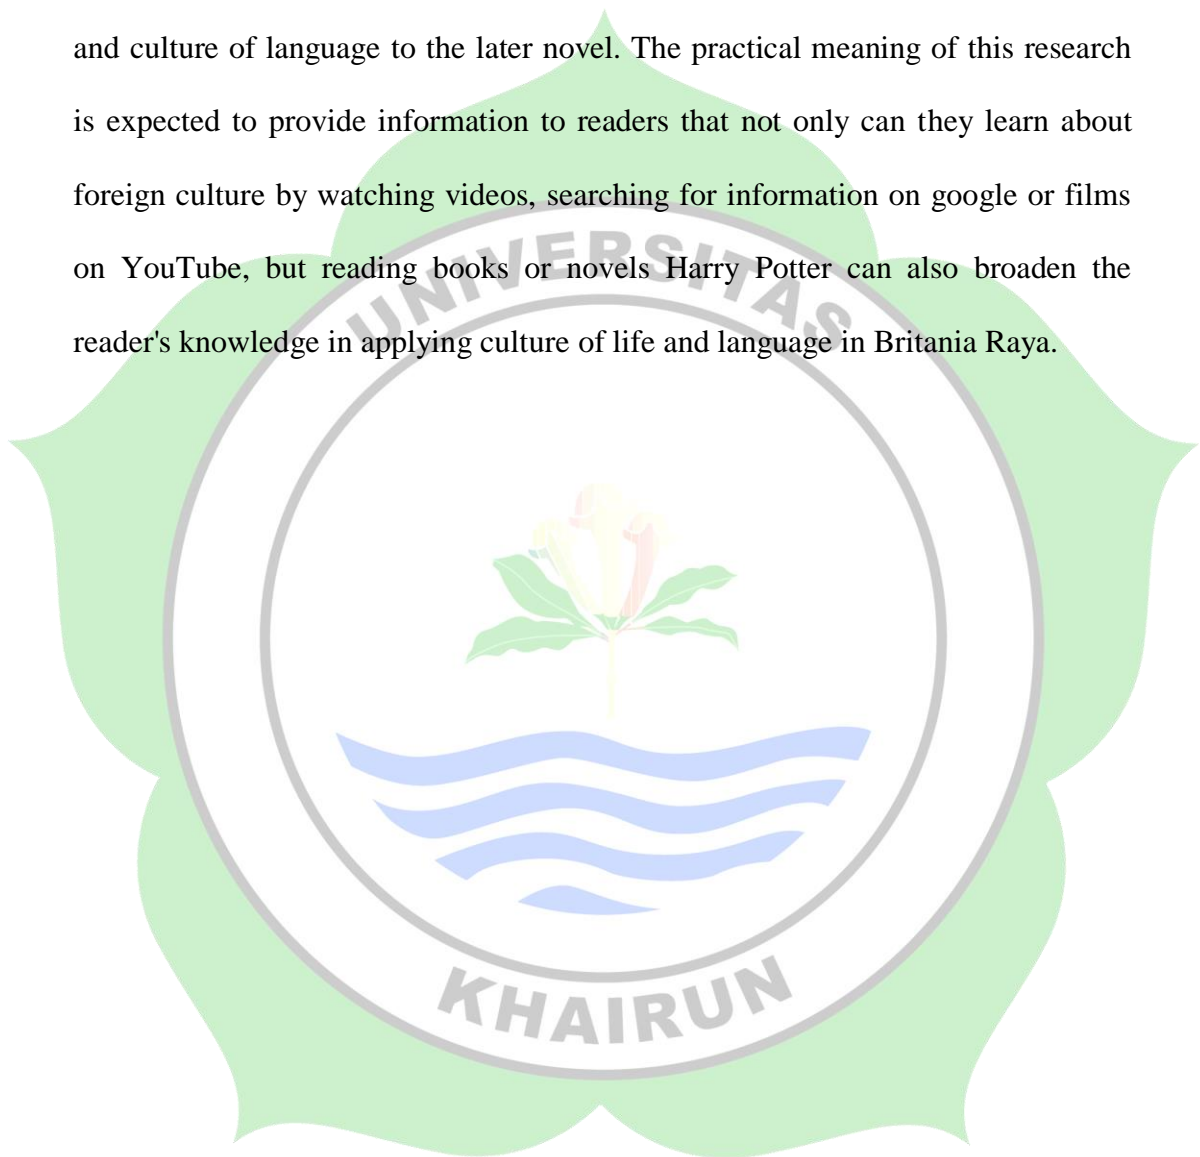 and culture of language to the later novel. The practical meaning of this research
is expected to provide information to readers that not only can they learn about
foreign culture by watching videos, searching for information on google or films
on YouTube, but reading books or novels Harry Potter can also broaden the
reader's knowledge in applying culture of life and language in Britania Raya.
UNIVERSITAS
KHAIRUN